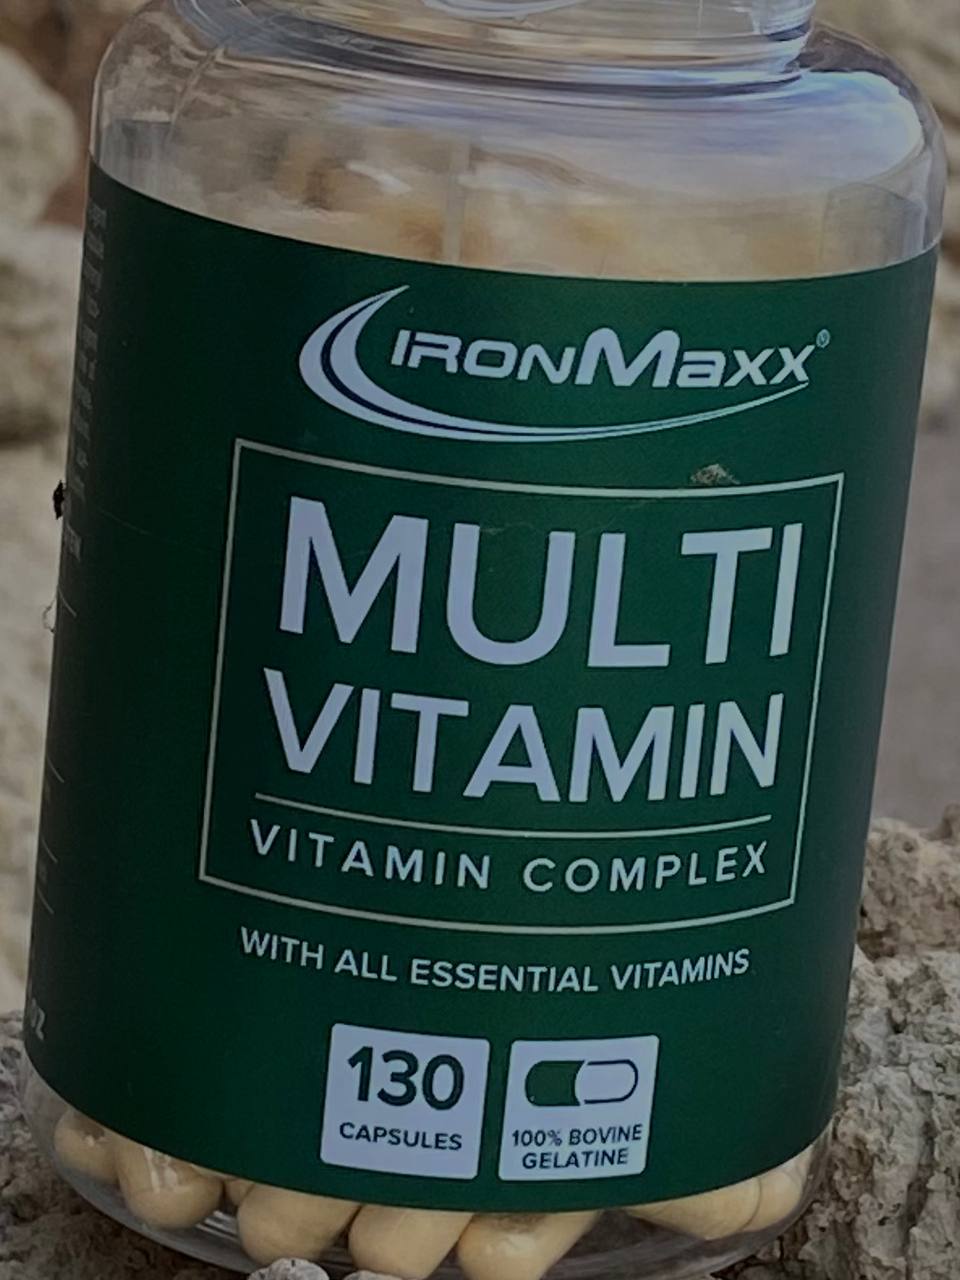 IRONMaxx®
MULTI
VITAMIN
VITAMIN COMPLEX
WITH ALL ESSENTIAL VITAMINS
130
CAPSULES
100% BOVINE
GELATINE